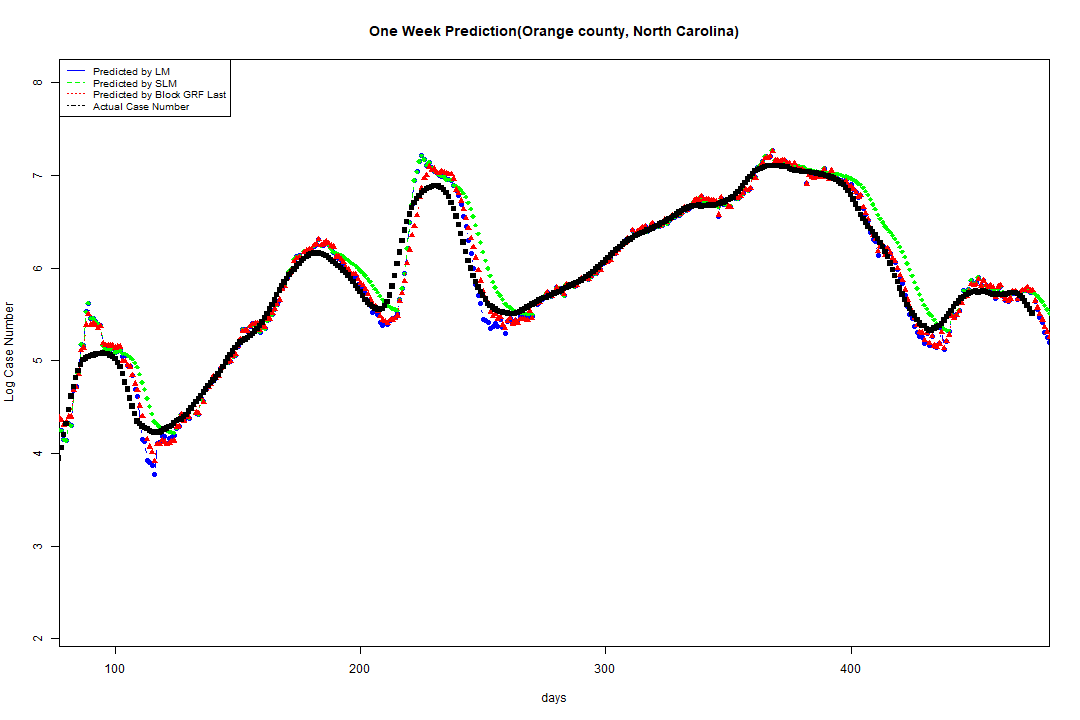 One Week Prediction(Orange county, North Carolina)
Predicted by LM
Predicted by SLM
Predicted by Block GRF Last
Actual Case Number
8
7
6
5
4
3
2
Log Case Number
100 200 300 400
days